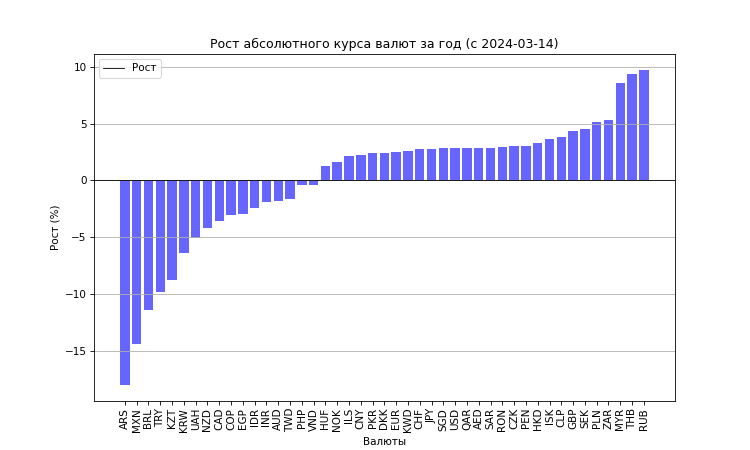 Рост абсолютного курса валют за год (с 2024-03-14)
Рост
Рост (%)
10
5
0
−5
−10
−15
ARS
MXN
BRL
TRY
KZT
KRW
UAH
NZD
CAD
COP
EGP
IDR
INR
AUD
TWD
PHP
VND
HUF
NOK
ILS
CNY
PKR
DKK
EUR
KWD
CHF
JPY
SGD
USD
QAR
AED
SAR
RON
CZK
PEN
HKD
ISK
CLP
GBP
SEK
PLN
ZAR
MYR
THB
RUB
Валюты